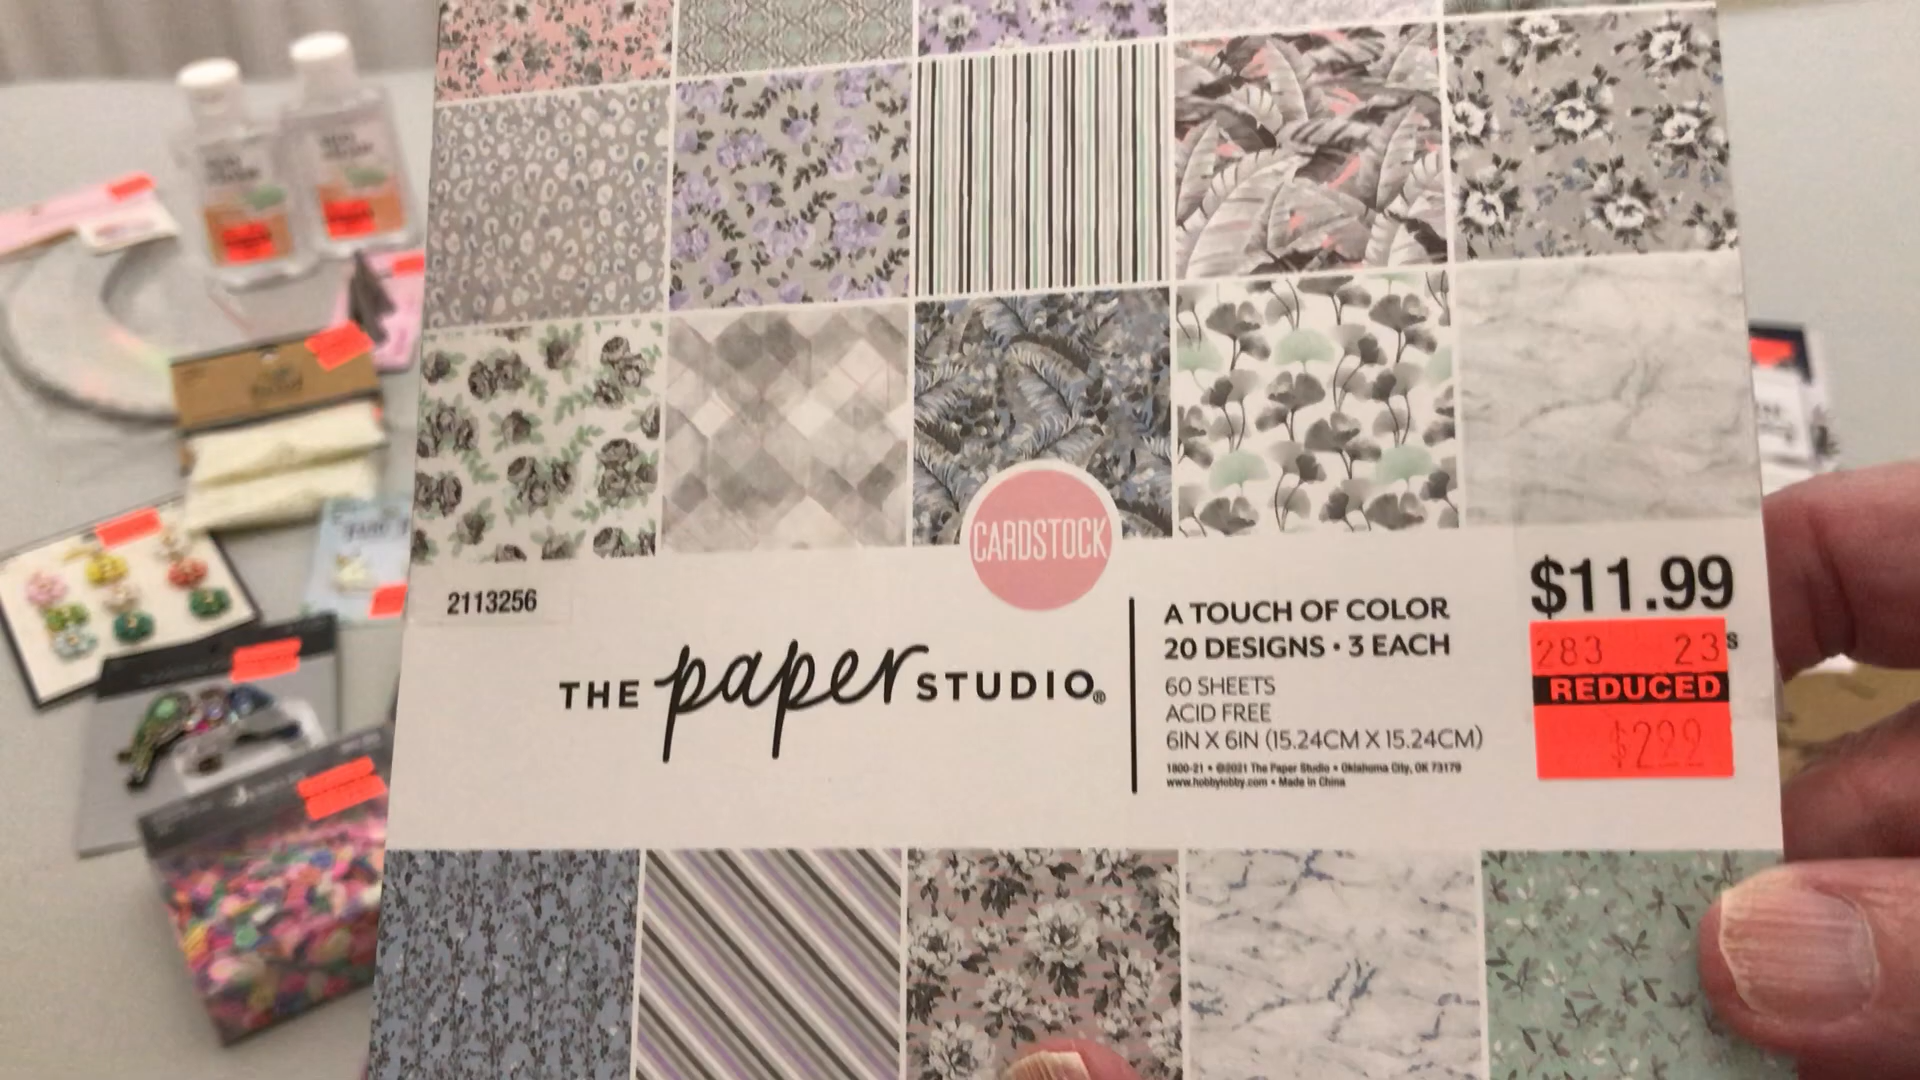 CARDSTOCK
2113256
THE paper STUDIO®
A TOUCH OF COLOR
20 DESIGNS • 3 EACH
60 SHEETS
ACID FREE
6IN X 6IN (15.24CM X 15.24CM)
1800-21 • ©2021 The Paper Studio • Oklahoma City, OK 73179
www.hobbylobby.com • Made in China
$11.99
283 23
s
REDUCED
$222